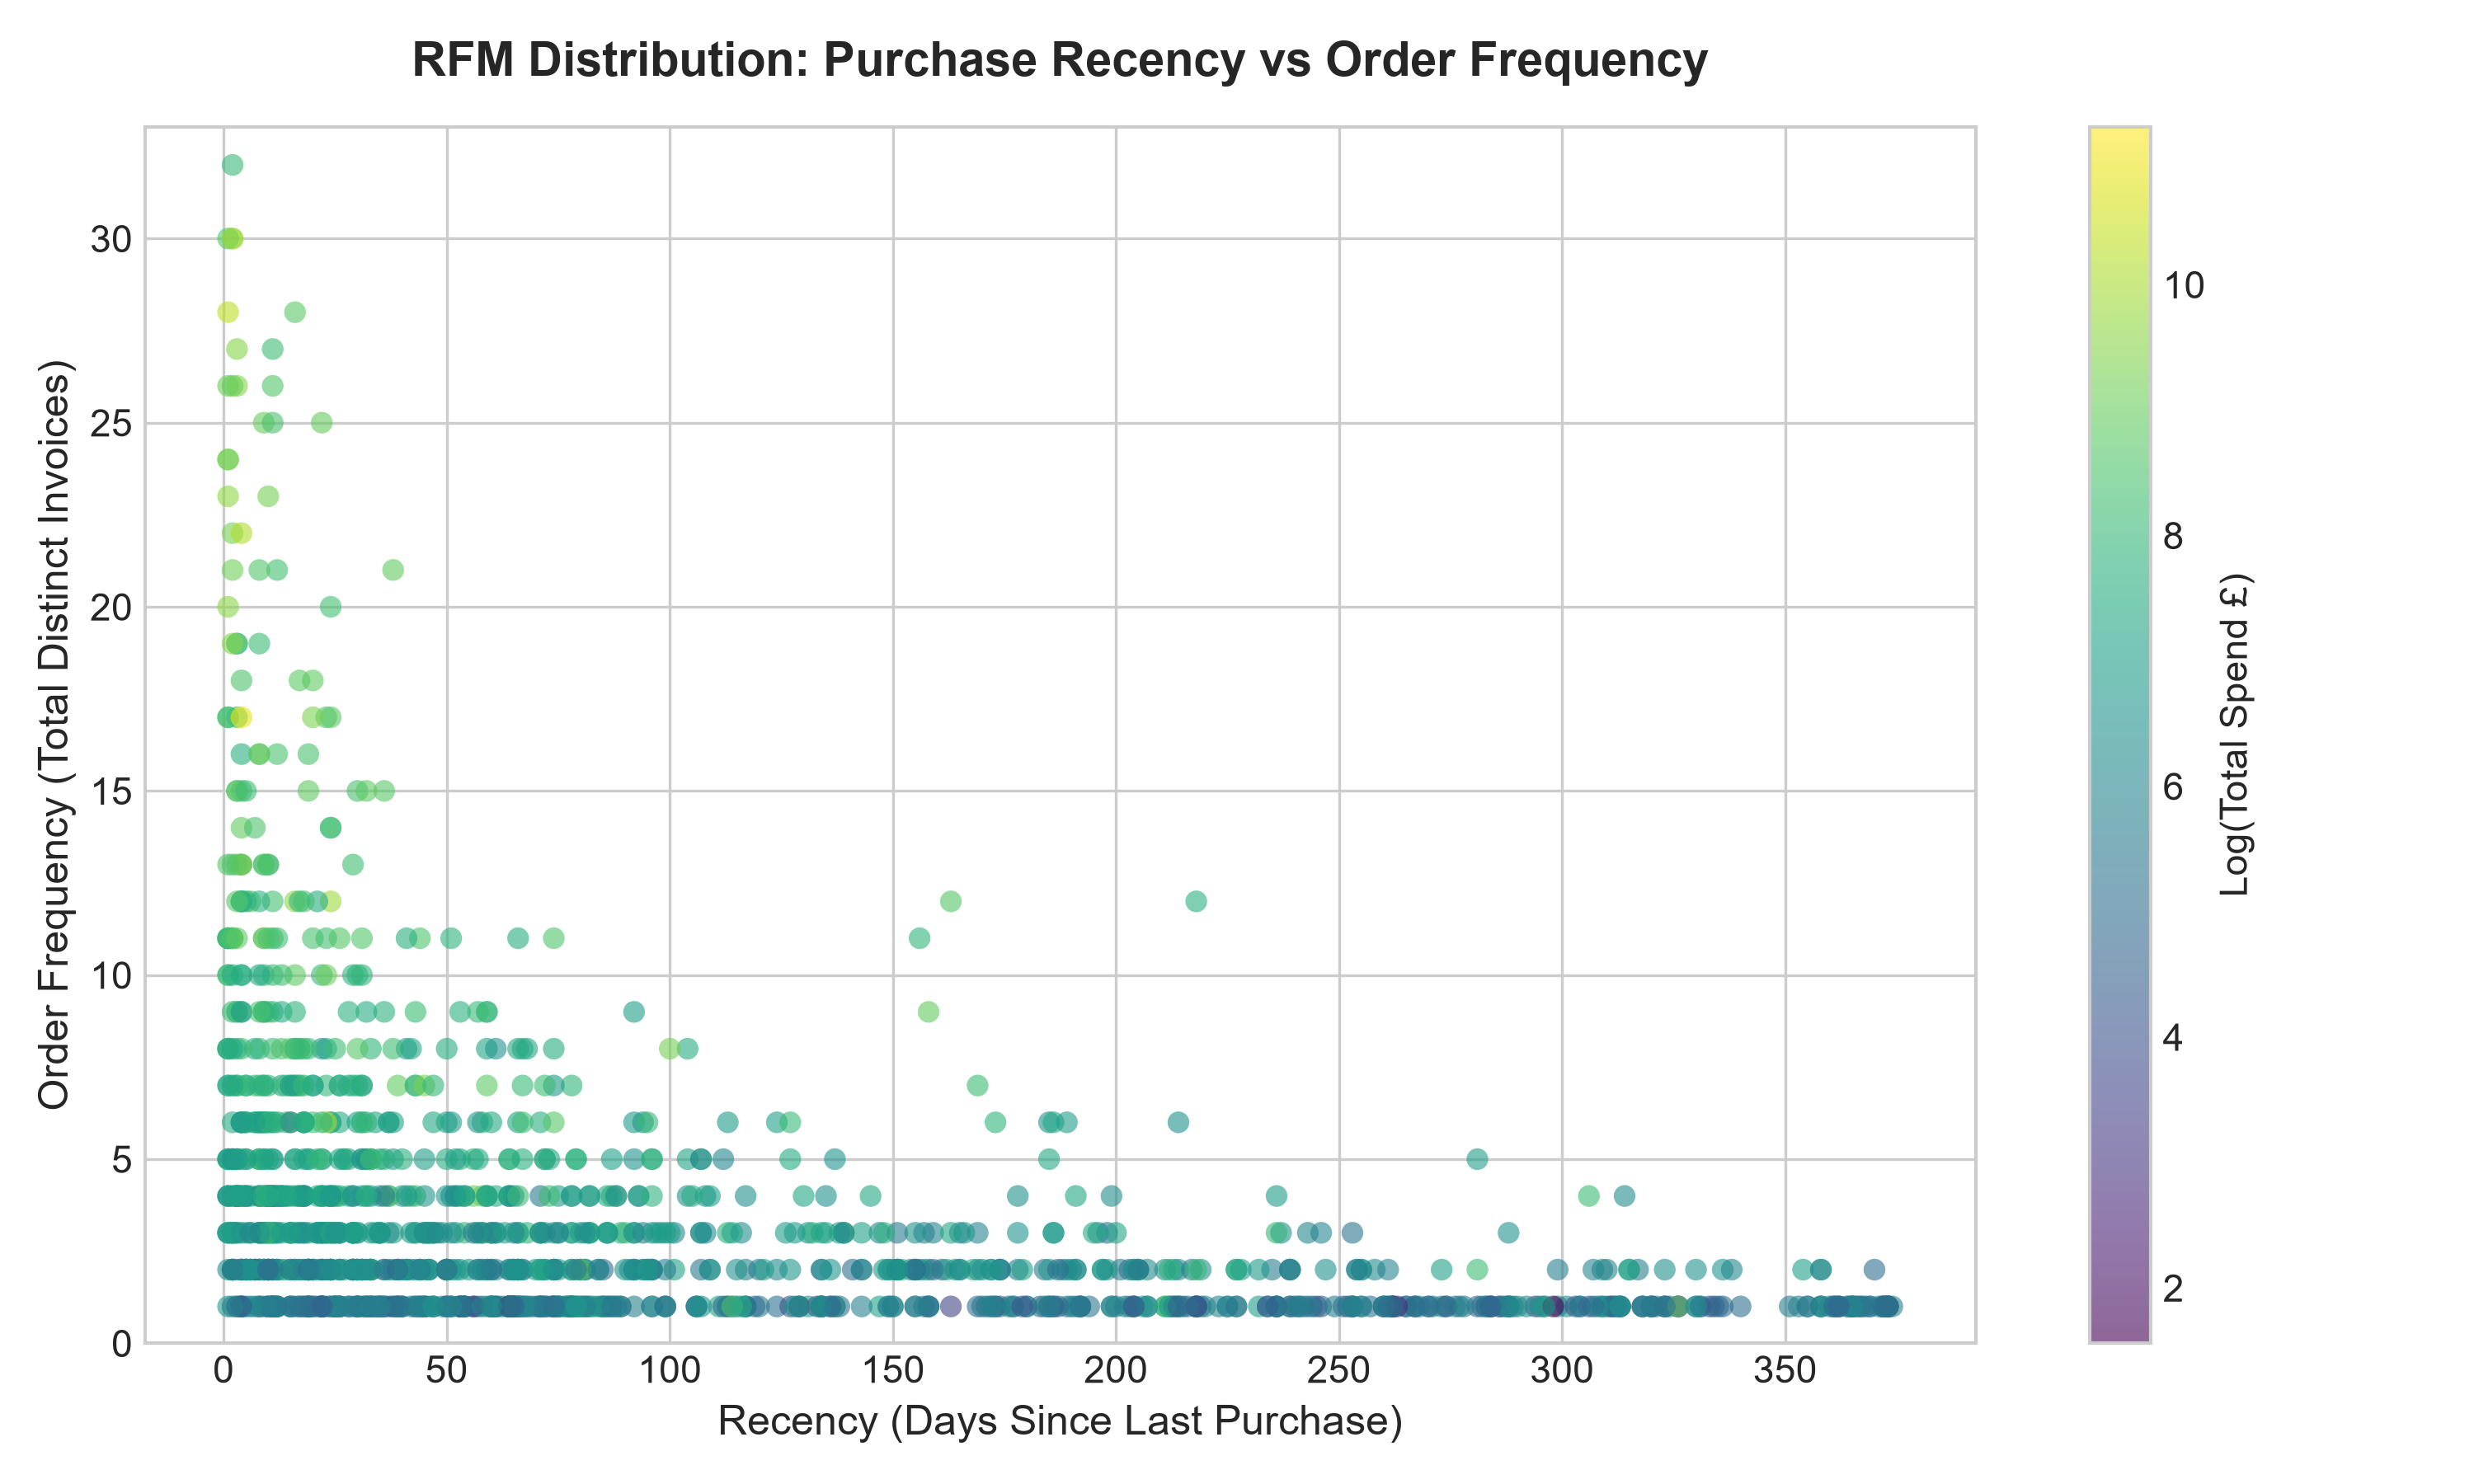 RFM Distribution: Purchase Recency vs Order Frequency
Order Frequency (Total Distinct Invoices)
30
25
20
15
10
5
0
0 50 100 150 200 250 300 350
Recency (Days Since Last Purchase)
10
8
6
4
2
Log(Total Spend £)